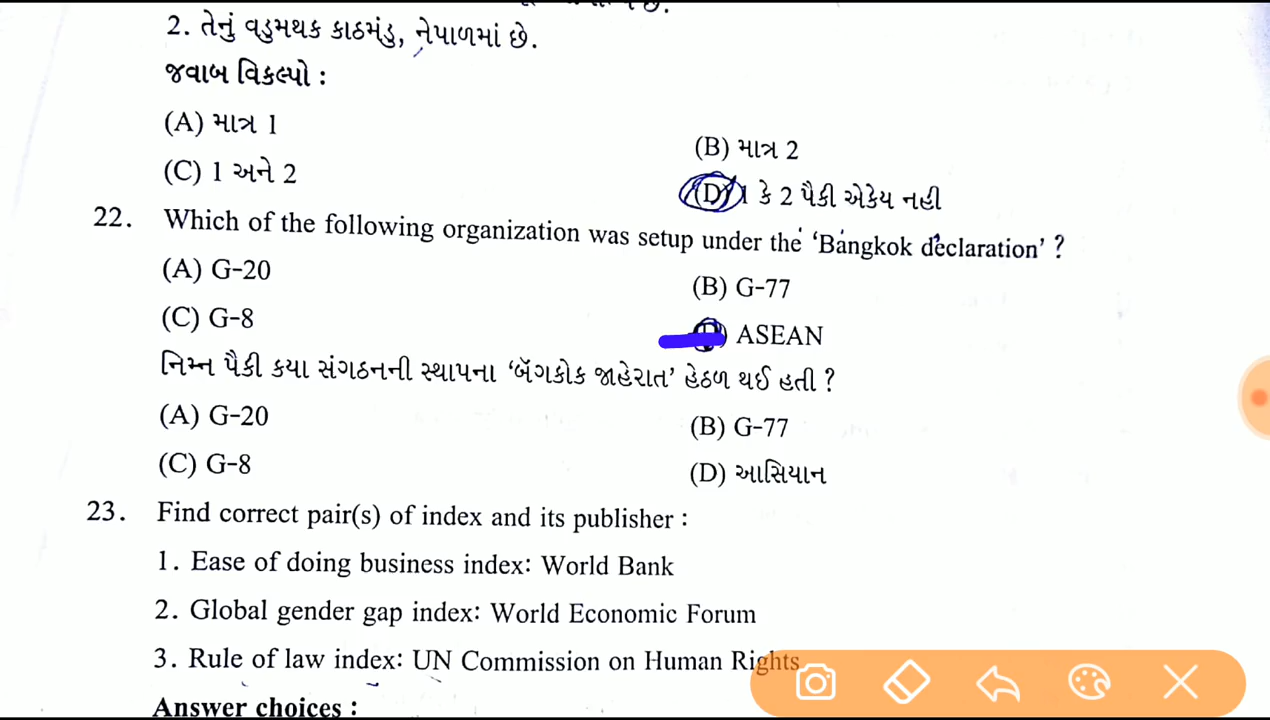 2. તેનું વડુમથક કાઠમંડુ, નેપાળમાં છે.
જવાબ વિકલ્પો :
(A) માત્ર 1
(B) માત્ર 2
(C) 1 અને 2
(D) 1 કે 2 પૈકી એકેય નહી
22. Which of the following organization was setup under the 'Bangkok declaration' ?
(A) G-20
(B) G-77
(C) G-8
(D) ASEAN
નિમ્ન પૈકી કયા સંગઠનની સ્થાપના 'બૅંગકોક જાહેરાત' હેઠળ થઈ હતી ?
(A) G-20
(B) G-77
(C) G-8
(D) આસિયાન
23. Find correct pair(s) of index and its publisher :
1. Ease of doing business index: World Bank
2. Global gender gap index: World Economic Forum
3. Rule of law index: UN Commission on Human Rights
Answer choices :